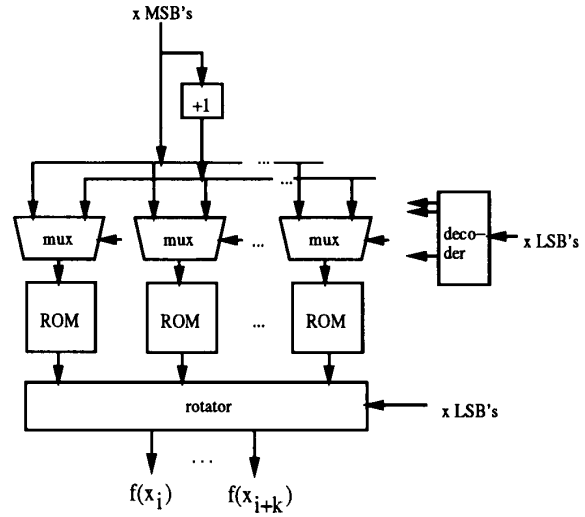 x MSB's
+1
...
...
mux
mux
...
mux
deco-
der
x LSB's
ROM
ROM
...
ROM
rotator
x LSB's
...
f(x_i)
f(x_{i+k})